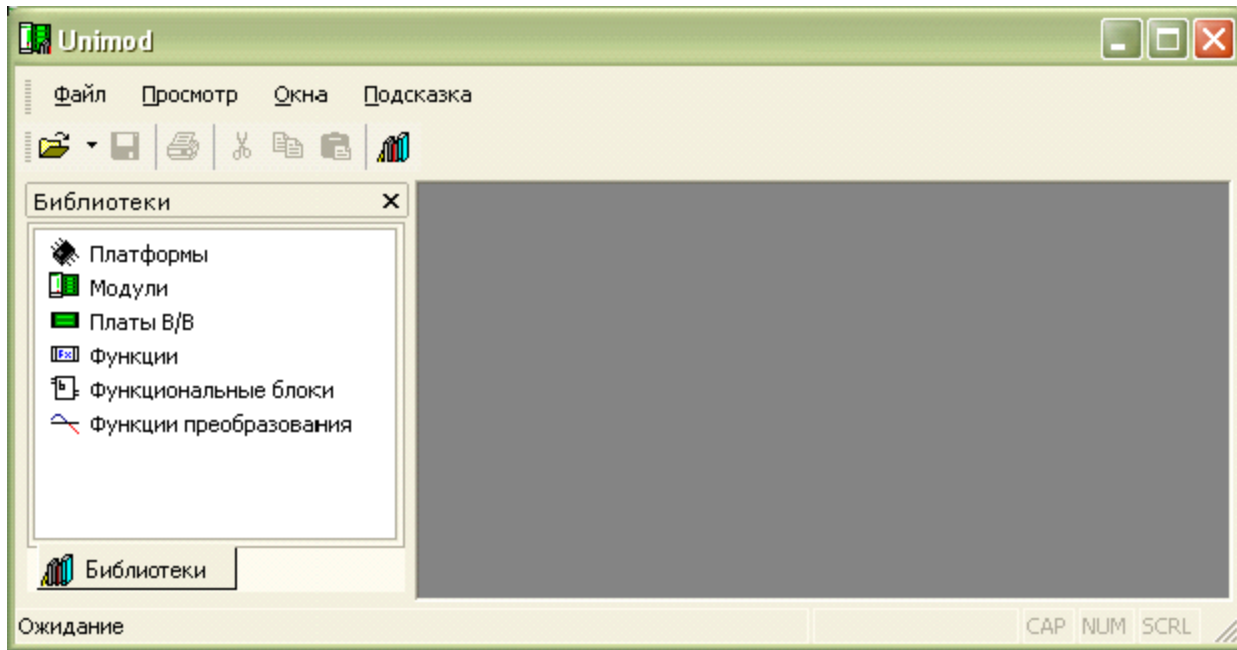 Unimod
Файл Просмотр Окна Подсказка
Библиотеки
Платформы
Модули
Платы В/В
Функции
Функциональные блоки
Функции преобразования
Библиотеки
Ожидание CAP NUM SCRL